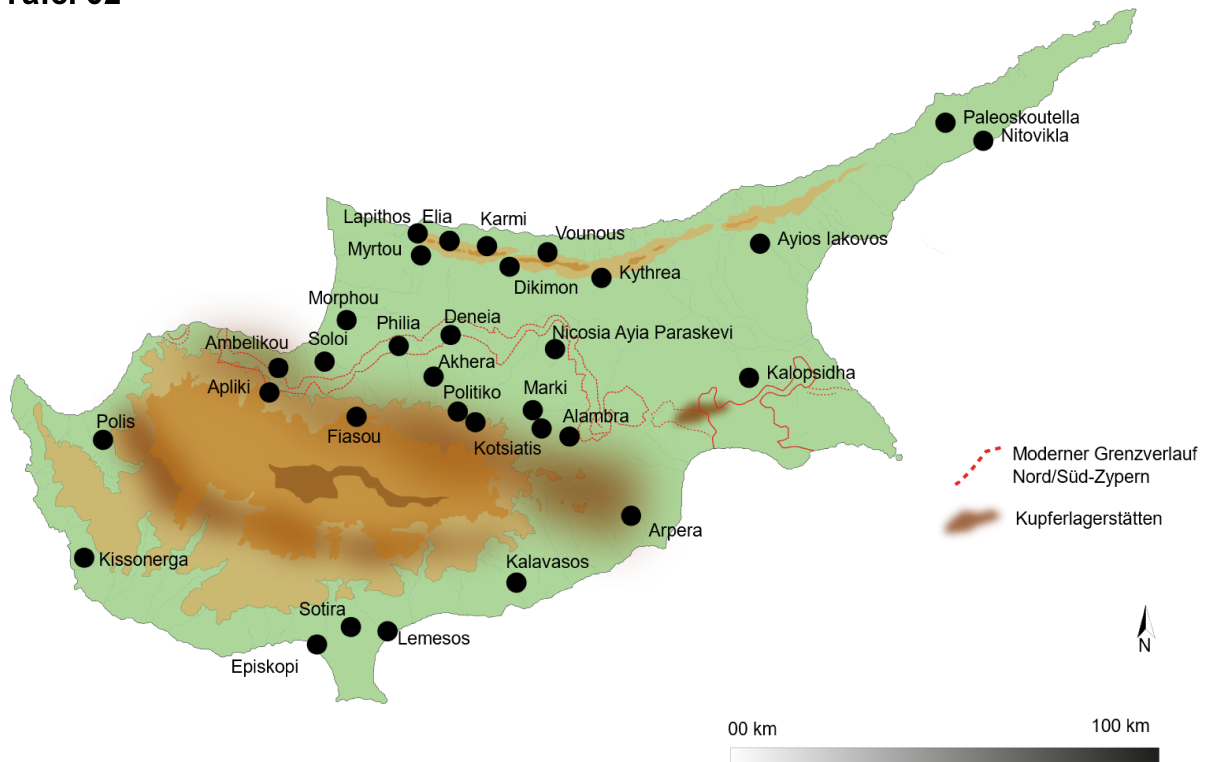 Paleoskoutella
Nitovikla
Lapithos Elia
Karmi
Vounous
Myrtou
Ayios Iakovos
Dikimon
Kythrea
Morphou
Philia
Deneia
Ambelikou
Soloi
Nicosia Ayia Paraskevi
Akhera
Apliki
Politiko
Marki
Kalopsidha
Polis
Fiasou
Kotsiatis
Alambra
Moderner Grenzverlauf
Nord/Süd-Zypern
Kupferlagerstätten
Arpera
Kissonerga
Kalavasos
Sotira
Lemesos
Episkopi
N
00 km
100 km